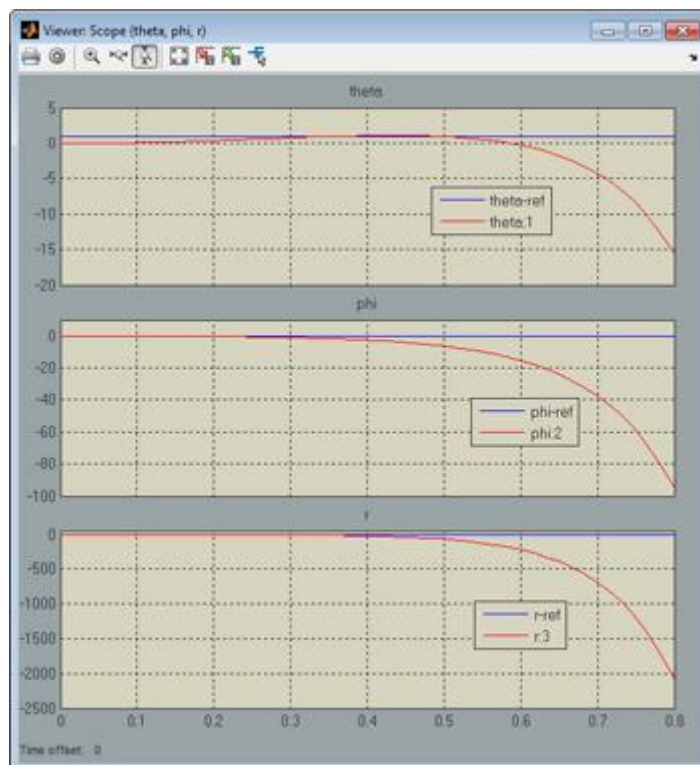 Viewer: Scope (theta, phi, r)
theta
5
0
-5
-10
-15
-20
theta-ref
theta:1
phi
0
-20
-40
-60
-80
-100
phi-ref
phi:2
r
0
-500
-1000
-1500
-2000
-2500
r-ref
r:3
0 0.1 0.2 0.3 0.4 0.5 0.6 0.7 0.8
Time offset: 0